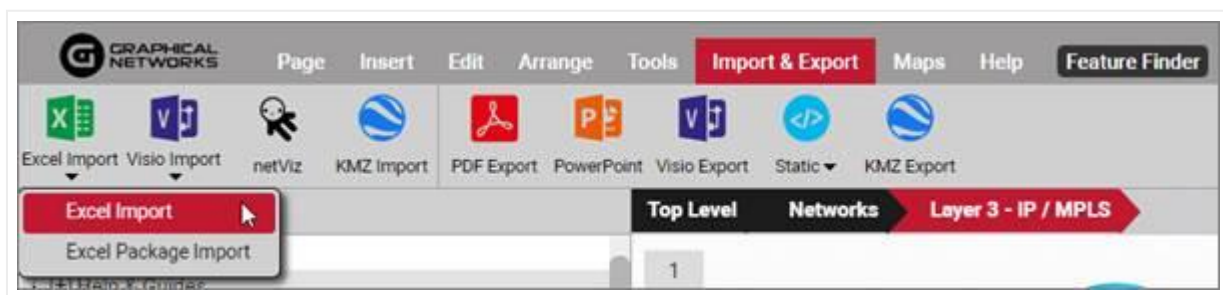 GRAPHICAL
NETWORKS
Page Insert Edit Arrange Tools Import & Export Maps Help Feature Finder
Excel Import Visio Import netViz KMZ Import PDF Export PowerPoint Visio Export Static KMZ Export
Excel Import
Top Level Networks Layer 3 - IP / MPLS
Excel Package Import
1
[+] Help & Guides